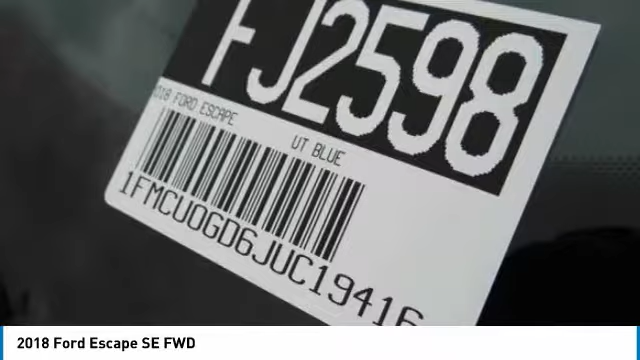 FJ2598
2018 FORD ESCAPE
UT BLUE
1FMCU0GD6JUC19416
2018 Ford Escape SE FWD